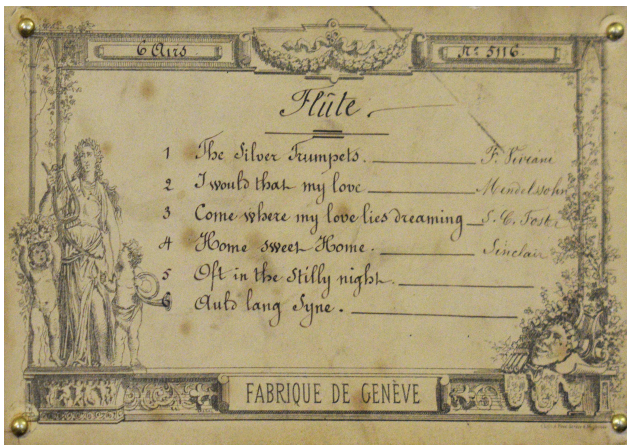 6 Airs
No 5116.
Flûte.
1 The Silver Trumpets. F. Viviani
2 I would that my love Mendelssohn
3 Come where my love lies dreaming S. C. Foster
4 Home sweet Home. Sinclair
5 Oft in the Stilly night.
6 Auld lang Syne.
FABRIQUE DE GENÈVE